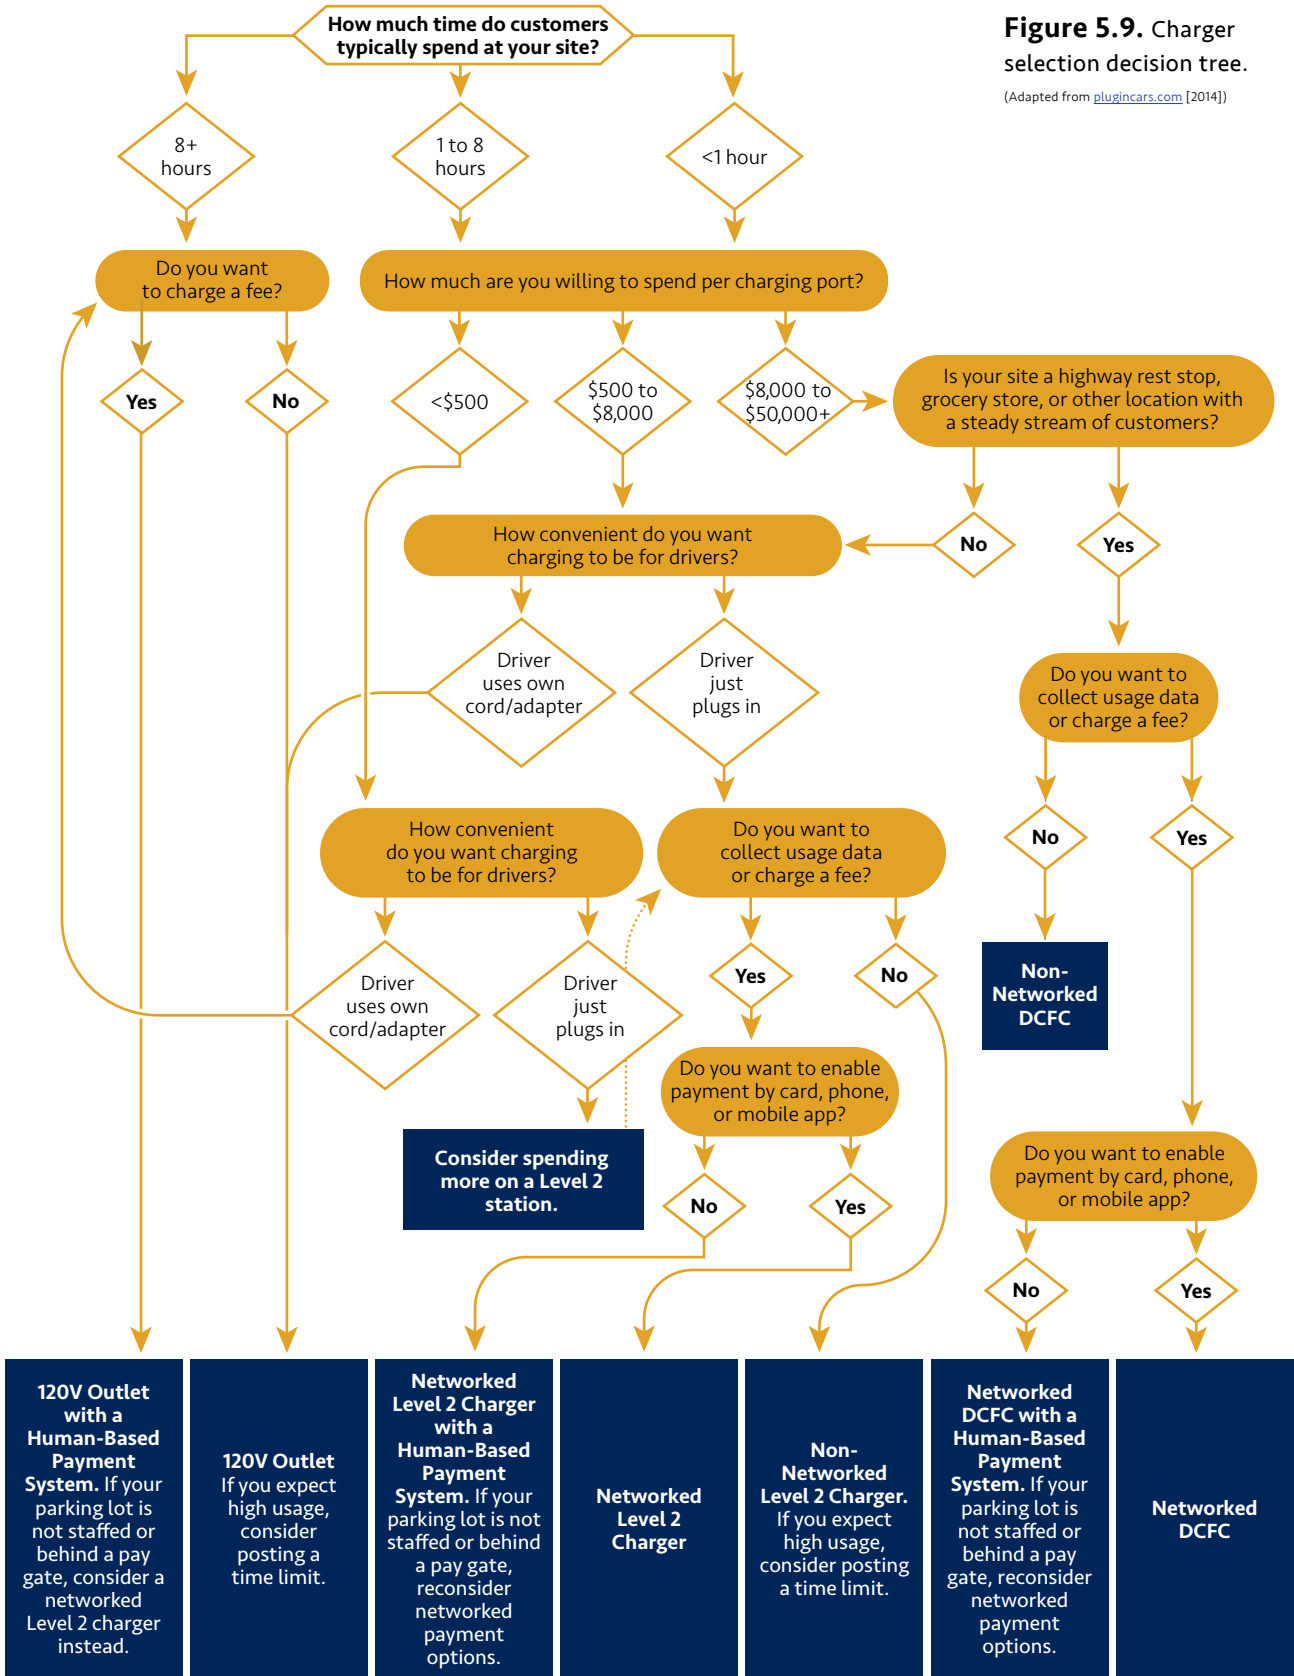 Figure 5.9. Charger
selection decision tree.
(Adapted from plugincars.com [2014])
How much time do customers
typically spend at your site?
8+
hours
1 to 8
hours
<1 hour
Do you want
to charge a fee?
How much are you willing to spend per charging port?
Yes
No
<$500
$500 to
$8,000
$8,000 to
$50,000+
Is your site a highway rest stop,
grocery store, or other location with
a steady stream of customers?
How convenient do you want
charging to be for drivers?
No
Yes
Driver
uses own
cord/adapter
Driver
just
plugs in
Do you want to
collect usage data
or charge a fee?
How convenient
do you want charging
to be for drivers?
Do you want to
collect usage data
or charge a fee?
No
Yes
Driver
uses own
cord/adapter
Driver
just
plugs in
Yes
No
Non-
Networked
DCFC
Do you want to enable
payment by card, phone,
or mobile app?
Consider spending
more on a Level 2
station.
Do you want to enable
payment by card, phone,
or mobile app?
No
Yes
No
Yes
120V Outlet
with a
Human-Based
Payment
System. If your
parking lot is
not staffed or
behind a pay
gate, consider a
networked
Level 2 charger
instead.
120V Outlet
If you expect
high usage,
consider
posting a
time limit.
Networked
Level 2 Charger
with a
Human-Based
Payment
System. If your
parking lot is not
staffed or behind
a pay gate,
reconsider
networked
payment
options.
Networked
Level 2
Charger
Non-
Networked
Level 2 Charger.
If you expect
high usage,
consider posting
a time limit.
Networked
DCFC with a
Human-Based
Payment
System. If your
parking lot is
not staffed or
behind a pay
gate, reconsider
networked
payment
options.
Networked
DCFC